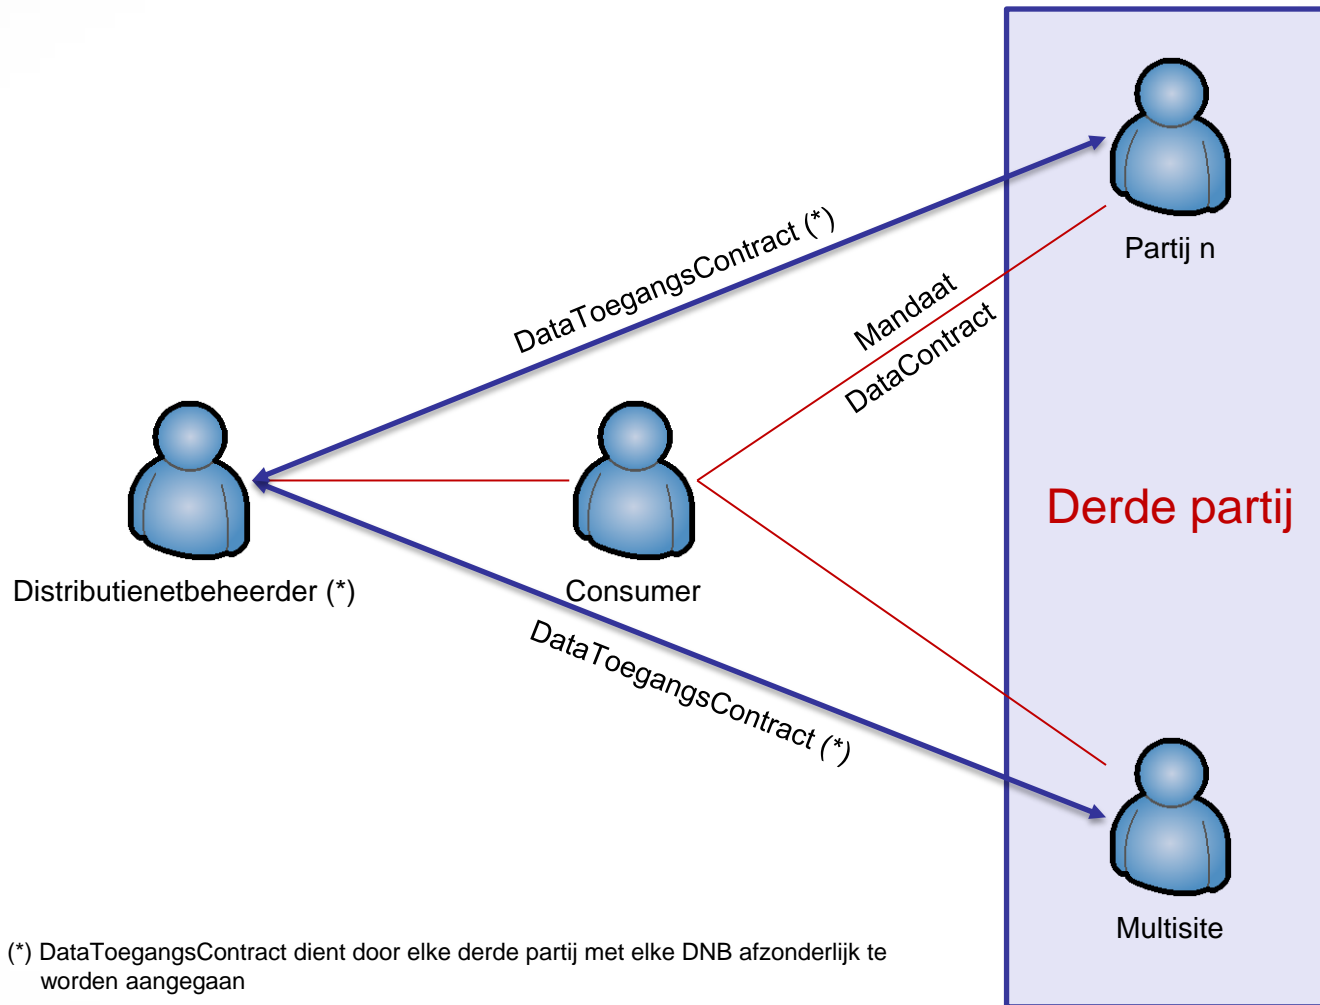 DataToegangsContract (*)
Partij n
Mandaat
DataContract
Derde partij
Distributienetbeheerder (*)
Consumer
DataToegangsContract (*)
Multisite
(*) DataToegangsContract dient door elke derde partij met elke DNB afzonderlijk te
worden aangegaan